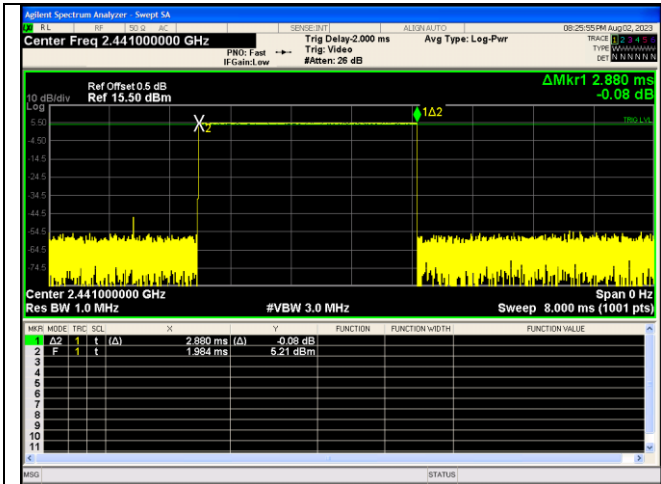 Agilent Spectrum Analyzer - Swept SA
RL RF 50 Ω AC SENSE:INT ALIGNAUTO 08:25:55 PM Aug 02, 2023
Center Freq 2.441000000 GHz Trig Delay-2.000 ms Avg Type: Log-Pwr TRACE 1 2 3 4 5 6
PNO: Fast Trig: Video TYPE WWWWWW
IFGain:Low #Atten: 26 dB DET N N N N N N
ΔMkr1 2.880 ms
Ref Offset 0.5 dB
10 dB/div Ref 15.50 dBm -0.08 dB
Log
1Δ2
5.50 X2 TRIG LVL
-4.50
-14.5
-24.5
-34.5
-44.5
-54.5
-64.5
-74.5
Center 2.441000000 GHz Span 0 Hz
Res BW 1.0 MHz #VBW 3.0 MHz Sweep 8.000 ms (1001 pts)
MKR MODE TRC SCL X Y FUNCTION FUNCTION WIDTH FUNCTION VALUE
1 Δ2 1 t (Δ) 2.880 ms (Δ) -0.08 dB
2 F 1 t 1.984 ms 5.21 dBm
3
4
5
6
7
8
9
10
11
MSG STATUS